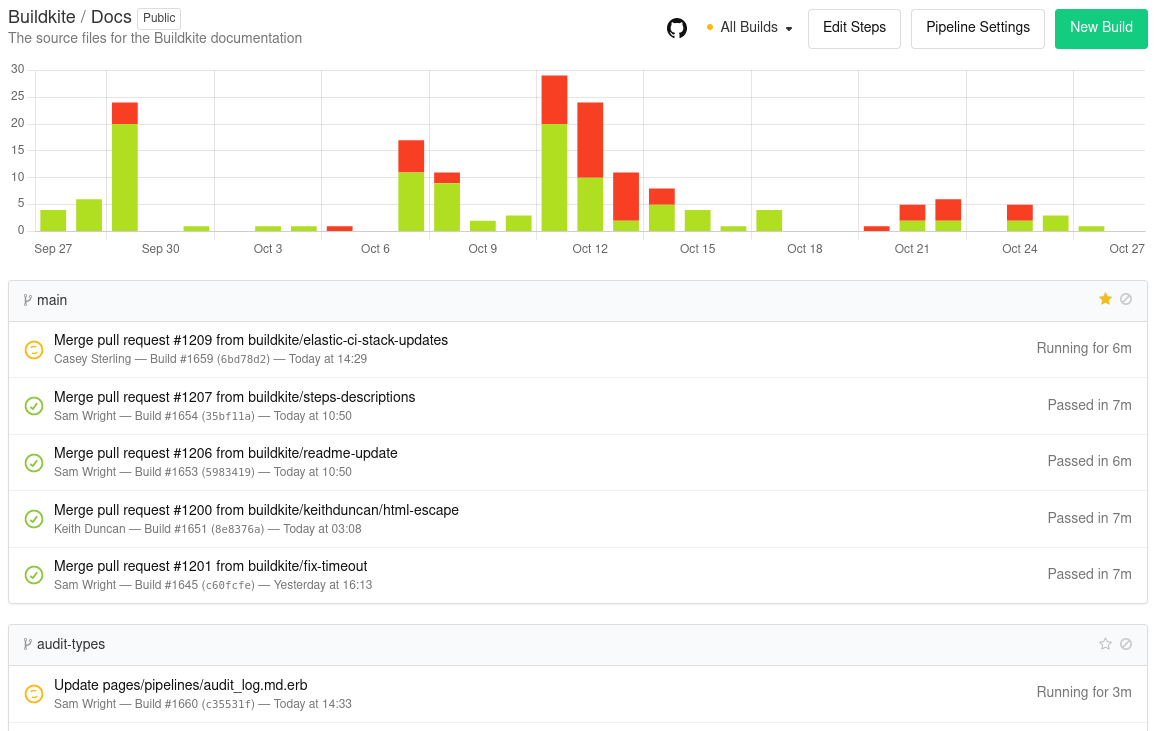 Buildkite / Docs Public
The source files for the Buildkite documentation
All Builds
Edit Steps
Pipeline Settings
New Build
30
25
20
15
10
5
0
Sep 27 Sep 30 Oct 3 Oct 6 Oct 9 Oct 12 Oct 15 Oct 18 Oct 21 Oct 24 Oct 27
main
Merge pull request #1209 from buildkite/elastic-ci-stack-updates
Casey Sterling — Build #1659 (6bd78d2) — Today at 14:29
Running for 6m
Merge pull request #1207 from buildkite/steps-descriptions
Sam Wright — Build #1654 (35bf11a) — Today at 10:50
Passed in 7m
Merge pull request #1206 from buildkite/readme-update
Sam Wright — Build #1653 (5983419) — Today at 10:50
Passed in 6m
Merge pull request #1200 from buildkite/keithduncan/html-escape
Keith Duncan — Build #1651 (8e8376a) — Today at 03:08
Passed in 7m
Merge pull request #1201 from buildkite/fix-timeout
Sam Wright — Build #1645 (c60fcfe) — Yesterday at 16:13
Passed in 7m
audit-types
Update pages/pipelines/audit_log.md.erb
Sam Wright — Build #1660 (c35531f) — Today at 14:33
Running for 3m